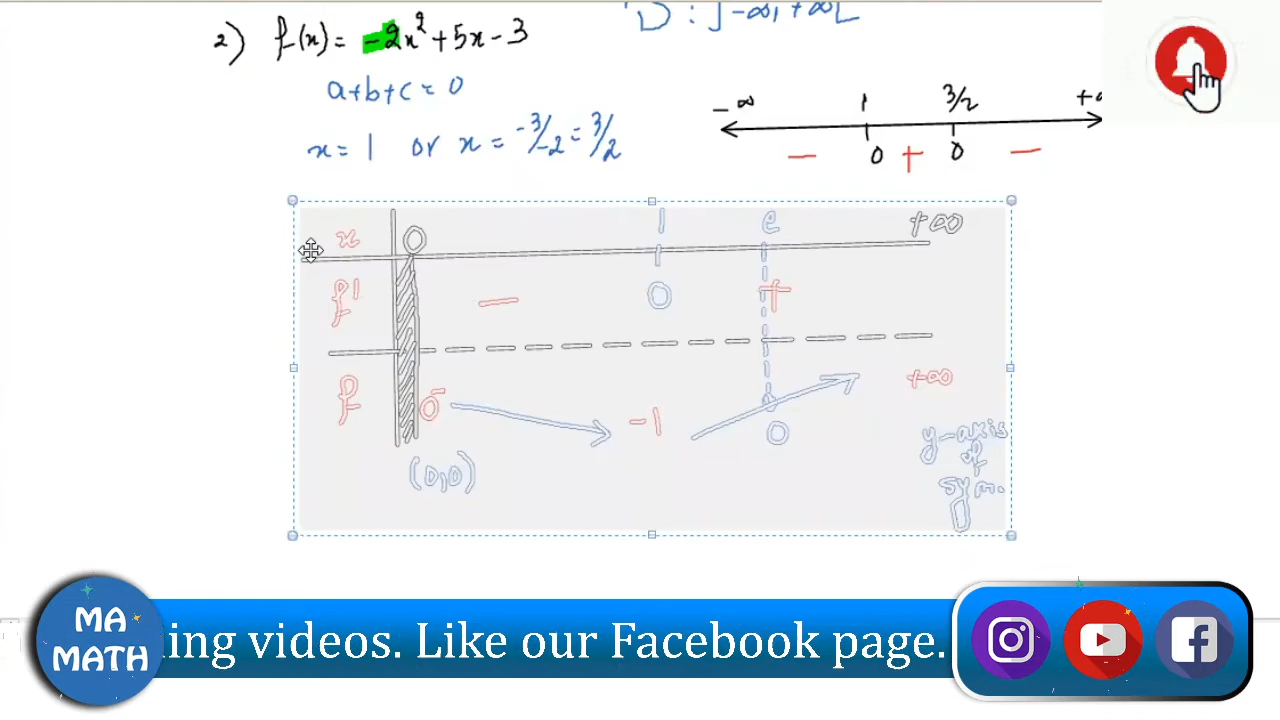 D : ]-∞, +∞[
2) f(x) = -2x² + 5x - 3
a+b+c = 0
x = 1 or x = -3/-2 = 3/2
-∞ 1 3/2 +∞
- 0 + 0 -
x 0 1 e +∞
f' - 0 +
f 0⁻ -1 0 +∞
(0,0)
y-axis
of
sym.
MA
MATH
ing videos. Like our Facebook page.